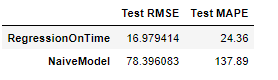 Test RMSE Test MAPE
RegressionOnTime 16.979414 24.36
NaiveModel 78.396083 137.89